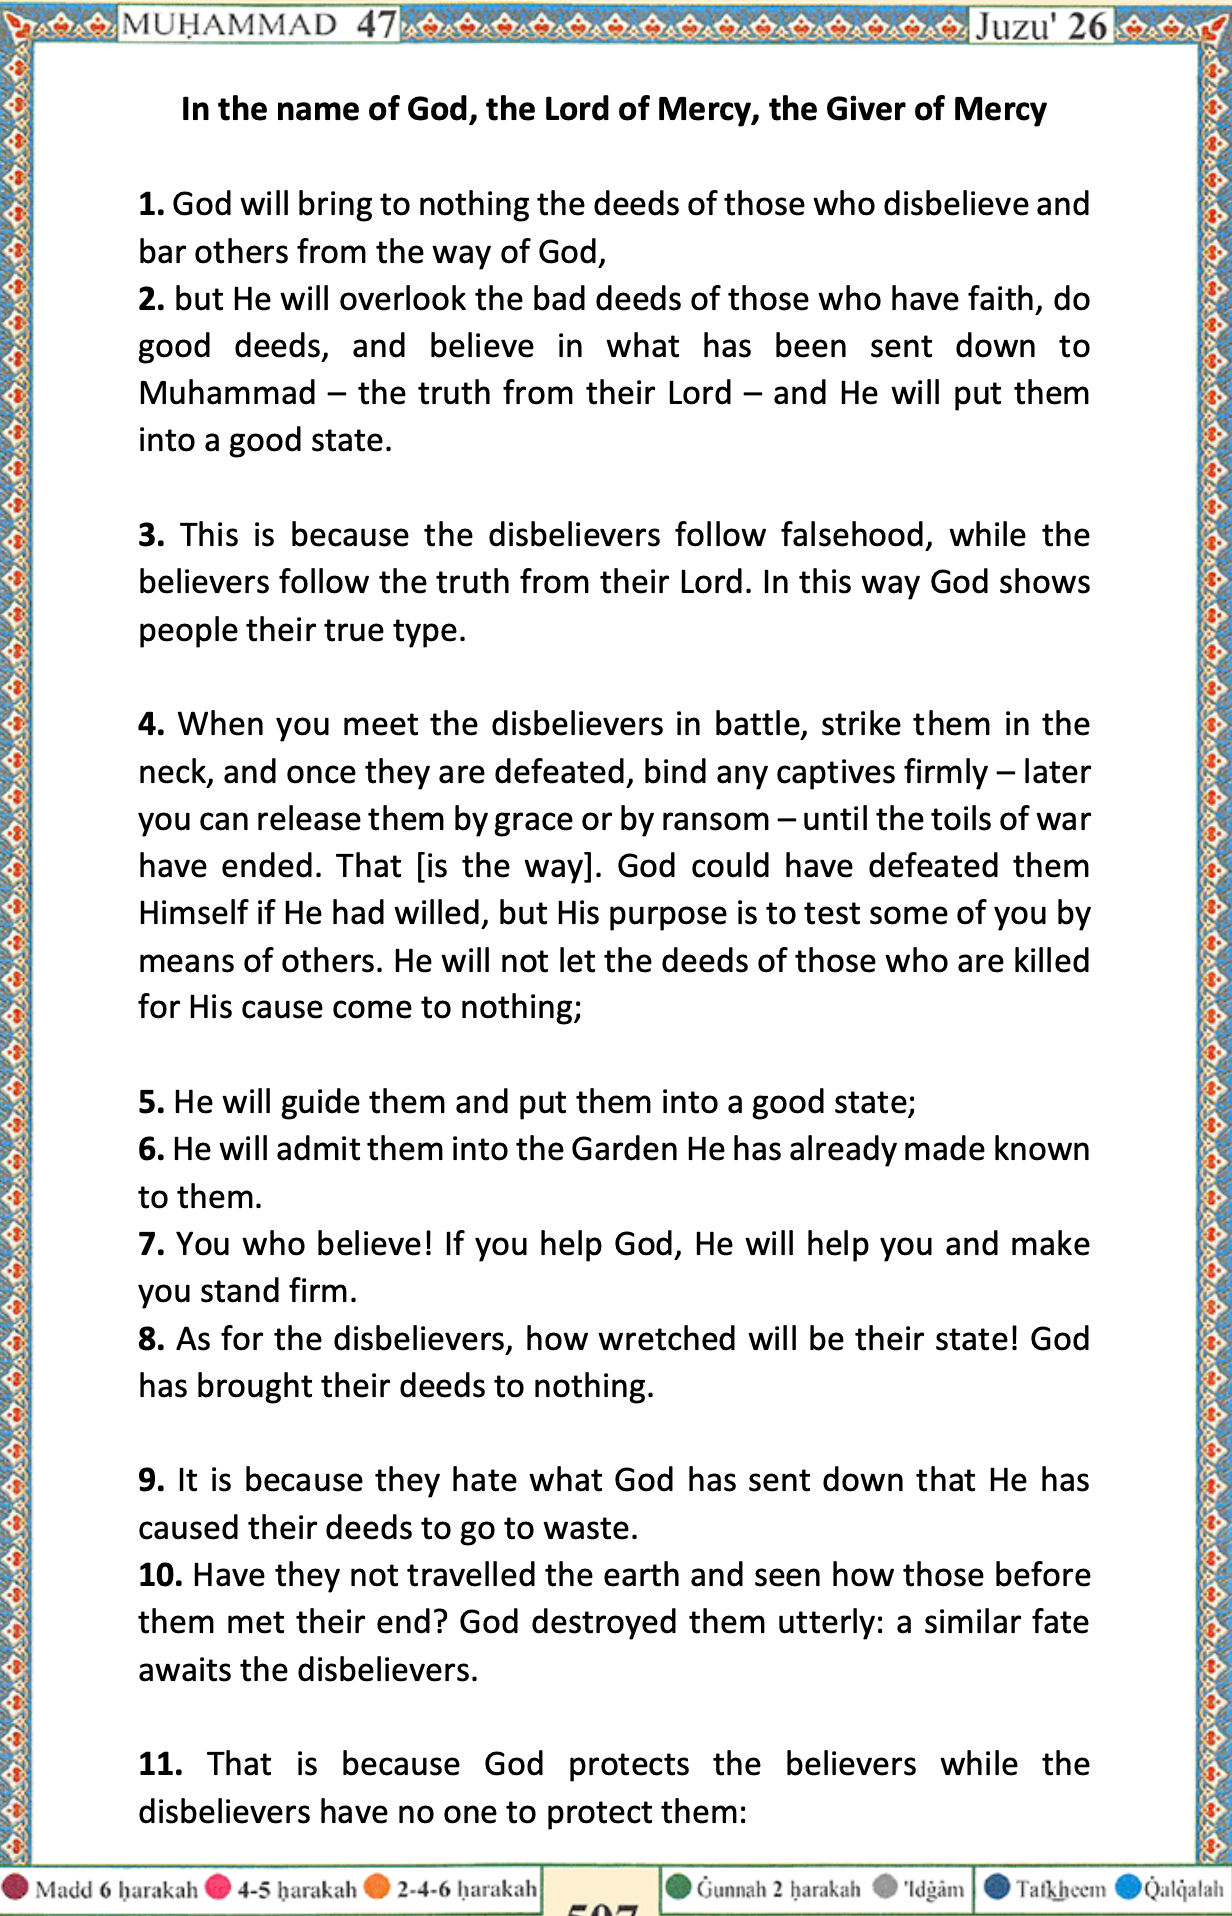 MUḤAMMAD 47 Juzu' 26
In the name of God, the Lord of Mercy, the Giver of Mercy
1. God will bring to nothing the deeds of those who disbelieve and
bar others from the way of God,
2. but He will overlook the bad deeds of those who have faith, do
good deeds, and believe in what has been sent down to
Muhammad – the truth from their Lord – and He will put them
into a good state.
3. This is because the disbelievers follow falsehood, while the
believers follow the truth from their Lord. In this way God shows
people their true type.
4. When you meet the disbelievers in battle, strike them in the
neck, and once they are defeated, bind any captives firmly – later
you can release them by grace or by ransom – until the toils of war
have ended. That [is the way]. God could have defeated them
Himself if He had willed, but His purpose is to test some of you by
means of others. He will not let the deeds of those who are killed
for His cause come to nothing;
5. He will guide them and put them into a good state;
6. He will admit them into the Garden He has already made known
to them.
7. You who believe! If you help God, He will help you and make
you stand firm.
8. As for the disbelievers, how wretched will be their state! God
has brought their deeds to nothing.
9. It is because they hate what God has sent down that He has
caused their deeds to go to waste.
10. Have they not travelled the earth and seen how those before
them met their end? God destroyed them utterly: a similar fate
awaits the disbelievers.
11. That is because God protects the believers while the
disbelievers have no one to protect them:
Madd 6 ḥarakah 4-5 ḥarakah 2-4-6 ḥarakah Ġunnah 2 ḥarakah 'Idġâm Tafkheem Qalqalah